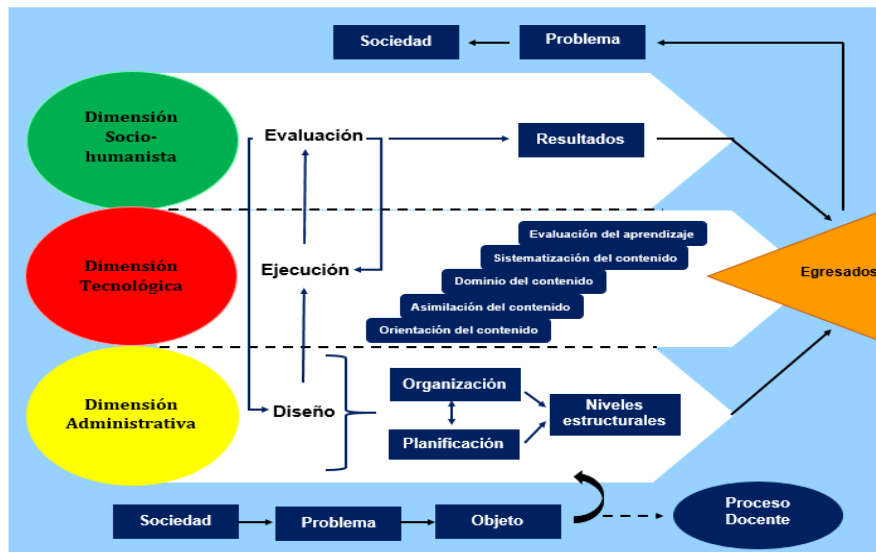 Sociedad
Problema
Dimensión
Socio-
humanista
Evaluación
Resultados
Dimensión
Tecnológica
Ejecución
Evaluación del aprendizaje
Sistematización del contenido
Dominio del contenido
Asimilación del contenido
Orientación del contenido
Egresados
Dimensión
Administrativa
Diseño
Organización
Planificación
Niveles
estructurales
Sociedad
Problema
Objeto
Proceso
Docente